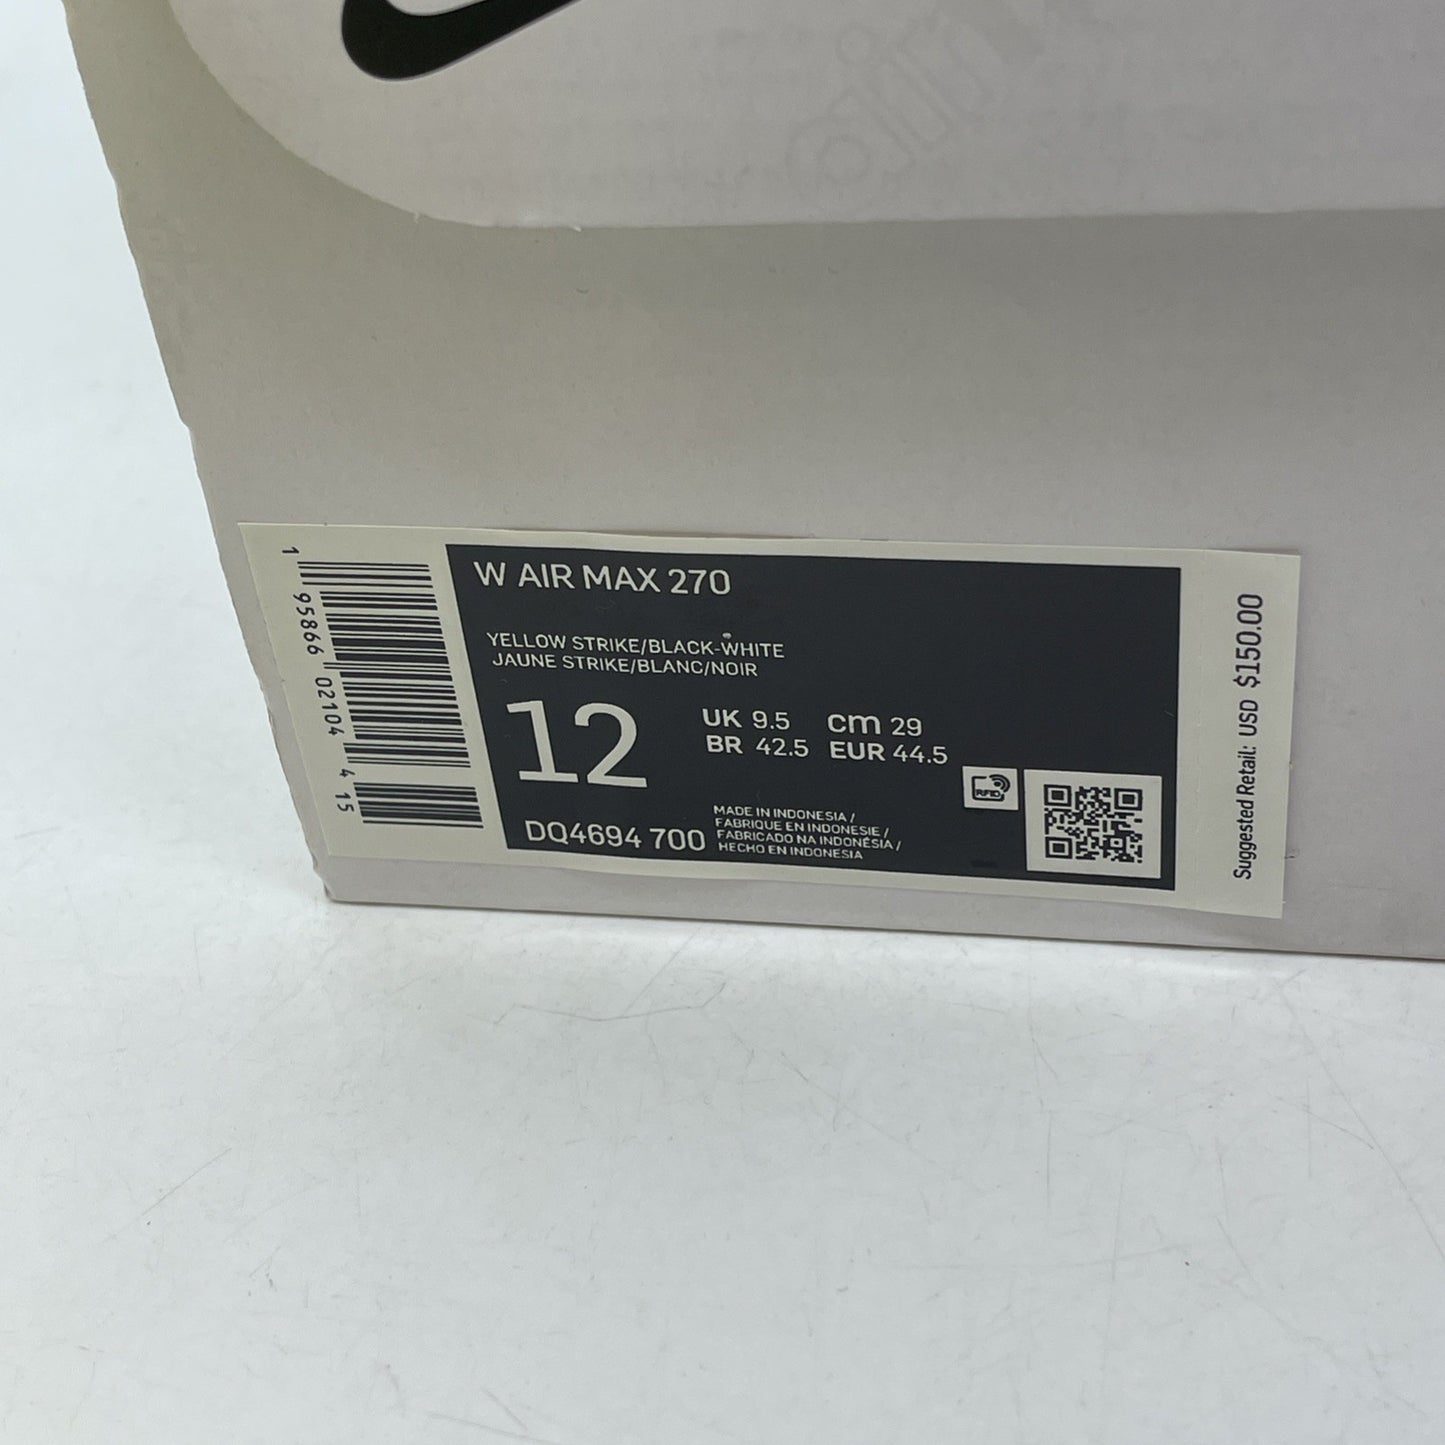 W AIR MAX 270
YELLOW STRIKE/BLACK-WHITE
JAUNE STRIKE/BLANC/NOIR
12
UK 9.5 cm 29
BR 42.5 EUR 44.5
DQ4694 700
MADE IN INDONESIA /
FABRIQUE EN INDONESIE /
FABRICADO NA INDONÉSIA /
HECHO EN INDONESIA
RFID
1 95866 02104 4 15
Suggested Retail: USD $150.00